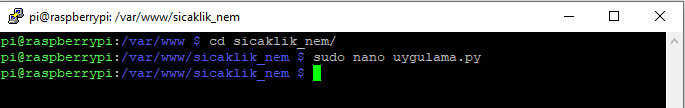 pi@raspberrypi: /var/www/sicaklik_nem
pi@raspberrypi:/var/www $ cd sicaklik_nem/
pi@raspberrypi:/var/www/sicaklik_nem $ sudo nano uygulama.py
pi@raspberrypi:/var/www/sicaklik_nem $